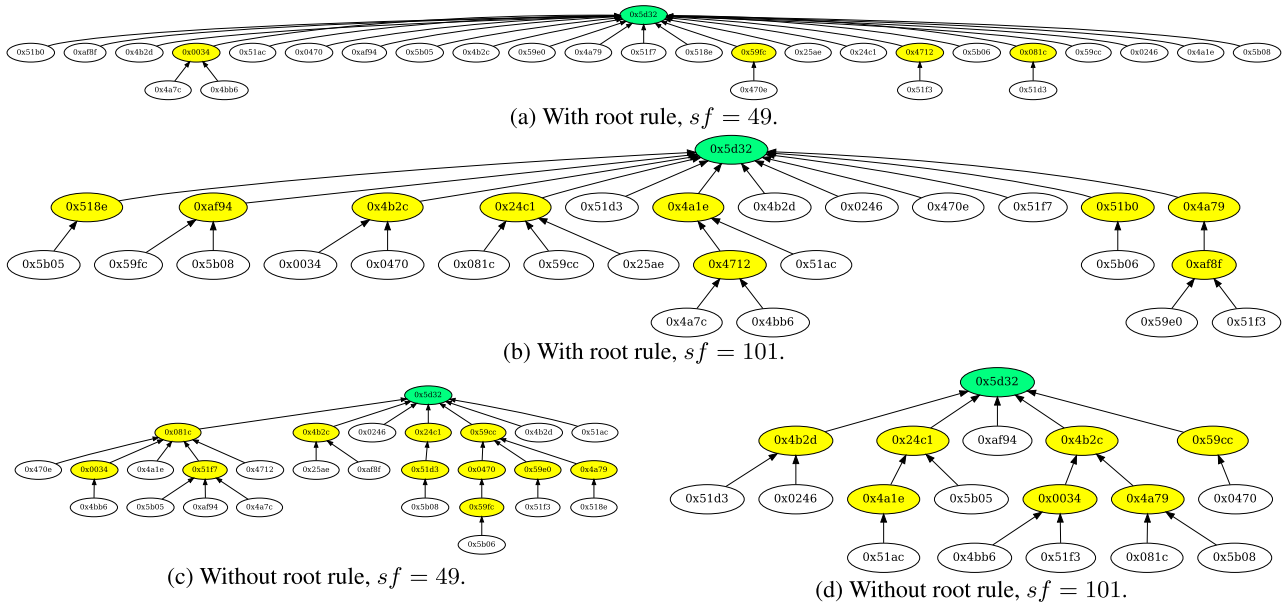 0x5d32
0x51b0 0xaf8f 0x4b2d 0x0034 0x51ac 0x0470 0xaf94 0x5b05 0x4b2c 0x59e0 0x4a79 0x51f7 0x518e 0x59fc 0x25ae 0x24c1 0x4712 0x5b06 0x081c 0x59cc 0x0246 0x4a1e 0x5b08
0x4a7c 0x4bb6 0x470e 0x51f3 0x51d3
(a) With root rule, sf = 49.
0x5d32
0x518e 0xaf94 0x4b2c 0x24c1 0x51d3 0x4a1e 0x4b2d 0x0246 0x470e 0x51f7 0x51b0 0x4a79
0x5b05 0x59fc 0x5b08 0x0034 0x0470 0x081c 0x59cc 0x25ae 0x4712 0x51ac 0x5b06 0xaf8f
0x4a7c 0x4bb6 0x59e0 0x51f3
(b) With root rule, sf = 101.
0x5d32
0x081c 0x4b2c 0x0246 0x24c1 0x59cc 0x4b2d 0x51ac
0x470e 0x0034 0x4a1e 0x51f7 0x4712 0x25ae 0xaf8f 0x51d3 0x0470 0x59e0 0x4a79
0x4bb6 0x5b05 0xaf94 0x4a7c 0x5b08 0x59fc 0x51f3 0x518e
0x5b06
(c) Without root rule, sf = 49.
0x5d32
0x4b2d 0x24c1 0xaf94 0x4b2c 0x59cc
0x51d3 0x0246 0x4a1e 0x5b05 0x0034 0x4a79 0x0470
0x51ac 0x4bb6 0x51f3 0x081c 0x5b08
(d) Without root rule, sf = 101.